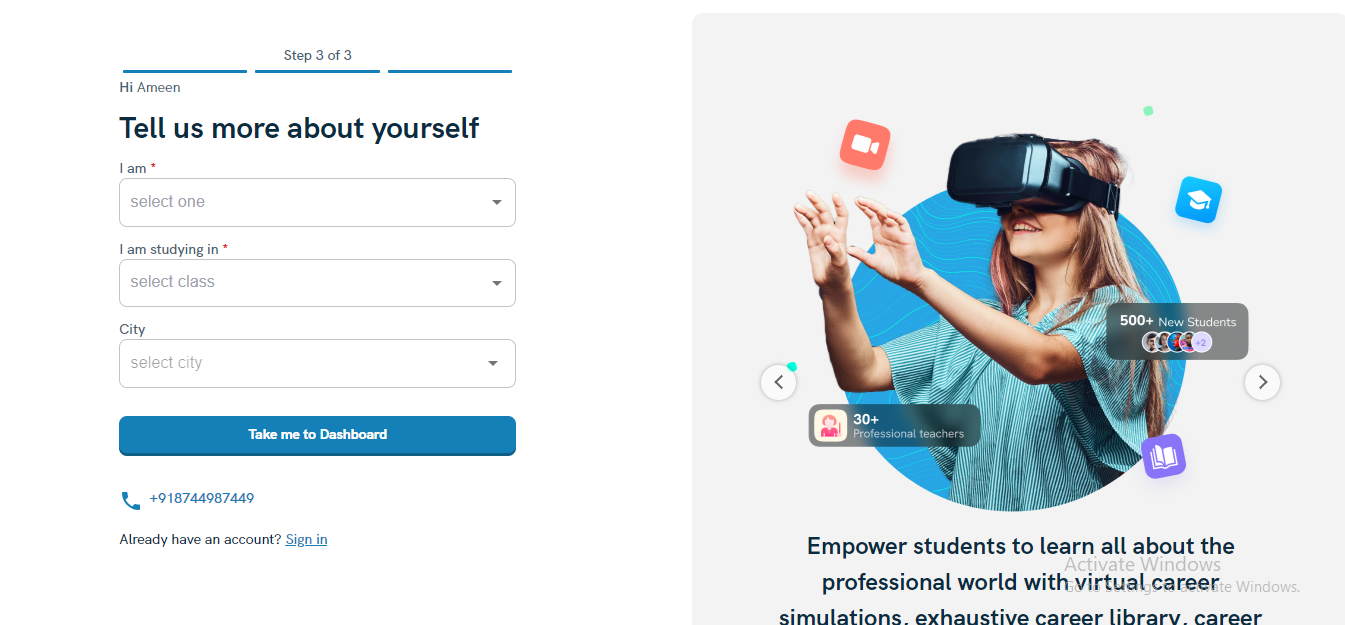 Step 3 of 3
Hi Ameen
Tell us more about yourself
I am *
select one
I am studying in *
select class
City
select city
Take me to Dashboard
+918744987449
Already have an account? Sign in
500+ New Students
+2
30+
Professional teachers
Empower students to learn all about the
professional world with virtual career
simulations, exhaustive career library, career
Activate Windows
Go to Settings to activate Windows.